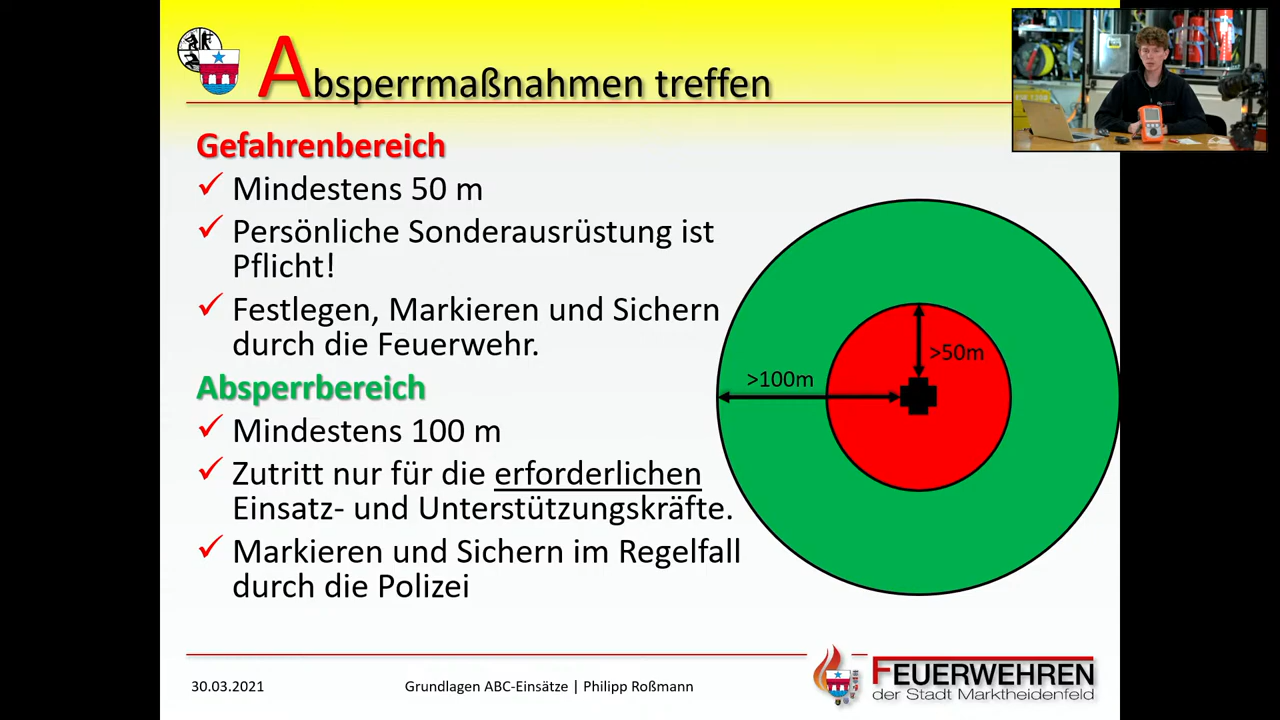 Absperrmaßnahmen treffen
Gefahrenbereich
Mindestens 50 m
Persönliche Sonderausrüstung ist
Pflicht!
Festlegen, Markieren und Sichern
durch die Feuerwehr.
Absperrbereich
Mindestens 100 m
Zutritt nur für die erforderlichen
Einsatz- und Unterstützungskräfte.
Markieren und Sichern im Regelfall
durch die Polizei
>50m
>100m
30.03.2021
Grundlagen ABC-Einsätze | Philipp Roßmann
FEUERWEHREN
der Stadt Marktheidenfeld